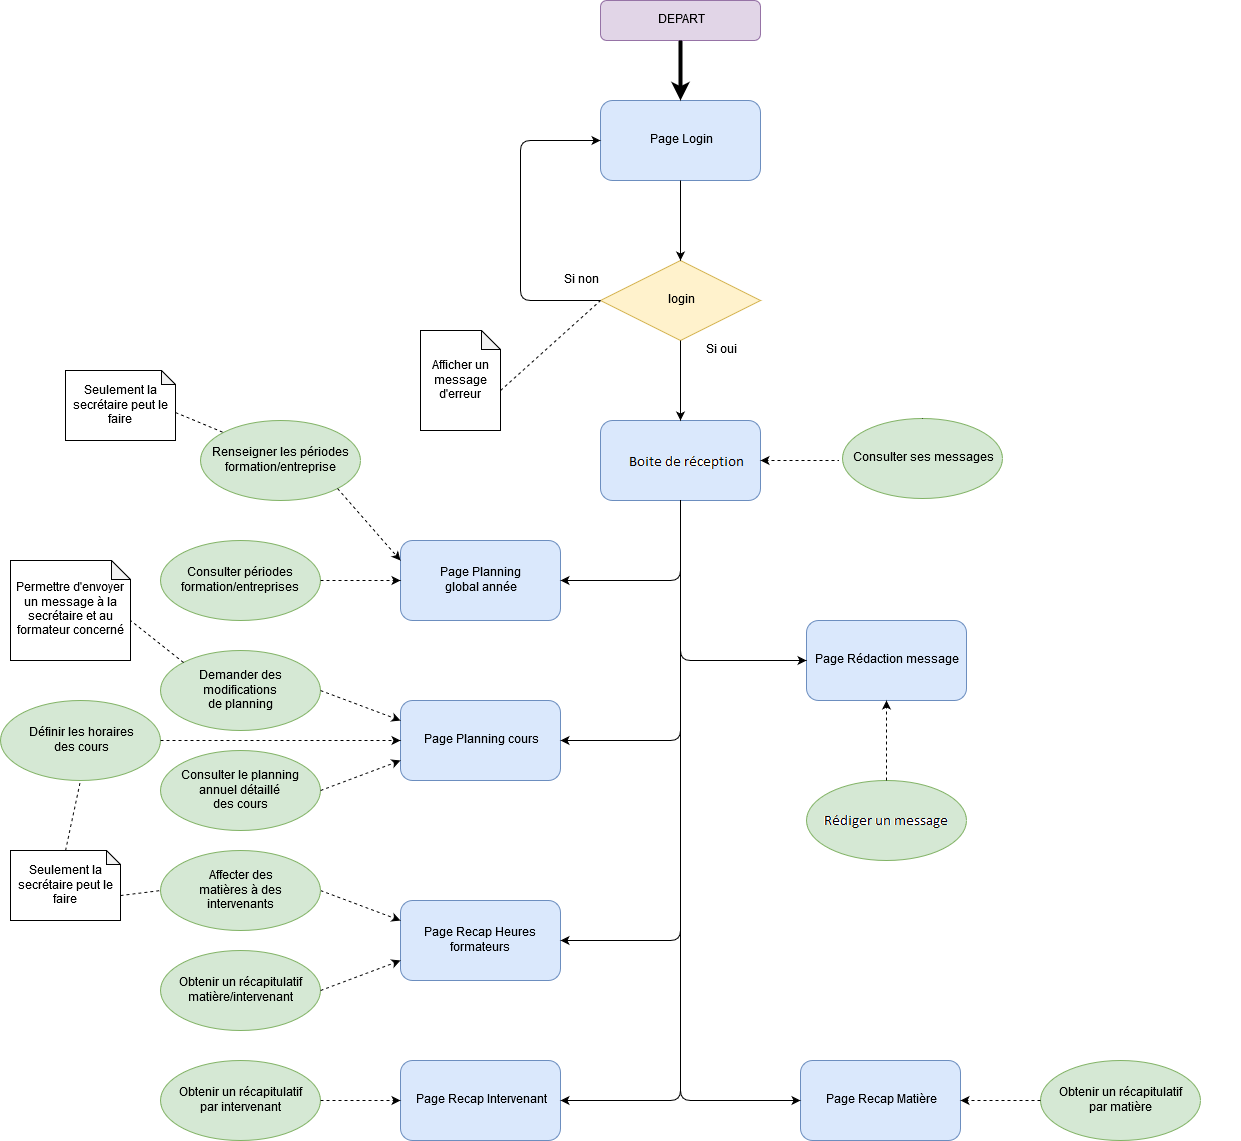 DEPART
Page Login
Si non
login
Si oui
Afficher un
message
d'erreur
Seulement la
secrétaire peut le
faire
Renseigner les périodes
formation/entreprise
Boite de réception
Consulter ses messages
Consulter périodes
formation/entreprises
Page Planning
global année
Permettre d'envoyer
un message à la
secrétaire et au
formateur concerné
Demander des
modifications
de planning
Page Rédaction message
Définir les horaires
des cours
Page Planning cours
Consulter le planning
annuel détaillé
des cours
Rédiger un message
Seulement la
secrétaire peut le
faire
Affecter des
matières à des
intervenants
Page Recap Heures
formateurs
Obtenir un récapitulatif
matière/intervenant
Obtenir un récapitulatif
par intervenant
Page Recap Intervenant
Page Recap Matière
Obtenir un récapitulatif
par matière